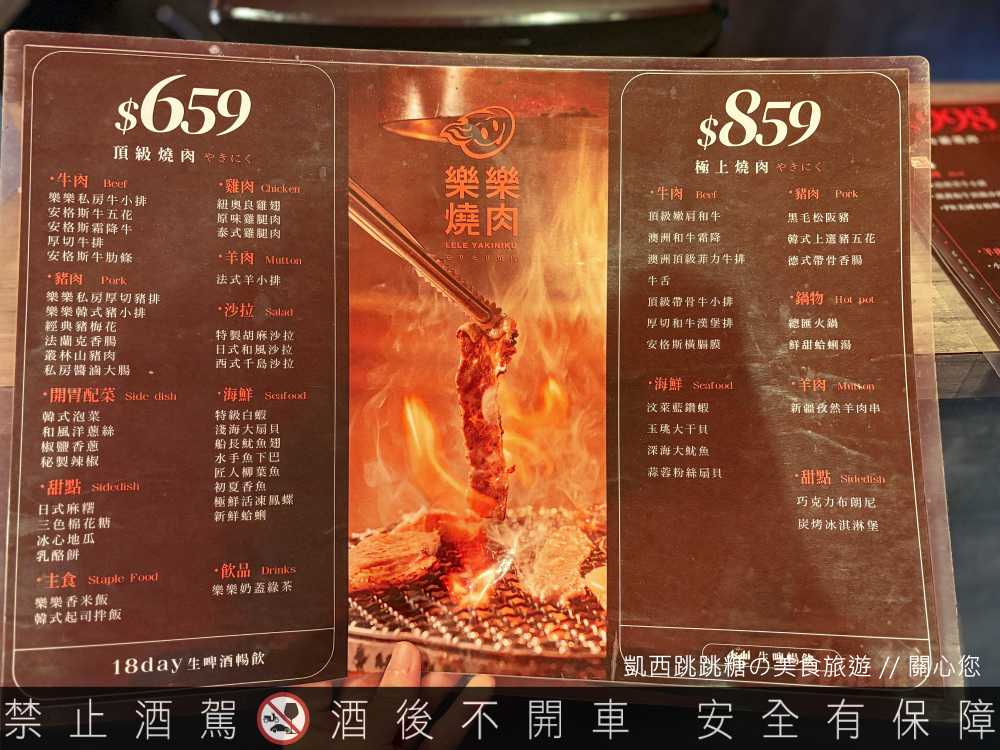 $659
頂級燒肉 やきにく
·牛肉 Beef
樂樂私房牛小排
安格斯牛五花
安格斯霜降牛
厚切牛排
安格斯牛肋條
·豬肉 Pork
樂樂私房厚切豬排
樂樂韓式豬小排
經典豬梅花
法蘭克香腸
叢林山豬肉
私房醬滷大腸
·開胃配菜 Side dish
韓式泡菜
和風洋蔥絲
椒鹽香蔥
秘製辣椒
·甜點 Sidedish
日式麻糬
三色棉花糖
冰心地瓜
乳酪餅
·主食 Staple Food
樂樂香米飯
韓式起司拌飯
·雞肉 Chicken
紐奧良雞翅
原味雞腿肉
泰式雞腿肉
·羊肉 Mutton
法式羊小排
·沙拉 Salad
特製胡麻沙拉
日式和風沙拉
西式千島沙拉
·海鮮 Seafood
特級白蝦
淺海大扇貝
船長魷魚翅
水手魚下巴
匠人柳葉魚
初夏香魚
極鮮活凍鳳螺
新鮮蛤蜊
·飲品 Drinks
樂樂奶蓋綠茶
18day生啤酒暢飲
樂樂
燒肉
LELE YAKINIKU
$859
極上燒肉 やきにく
·牛肉 Beef
頂級嫩肩和牛
澳洲和牛霜降
澳洲頂級菲力牛排
牛舌
頂級帶骨牛小排
厚切和牛漢堡排
安格斯橫膈膜
·海鮮 Seafood
汶萊藍鑽蝦
玉珧大干貝
深海大魷魚
蒜蓉粉絲扇貝
·豬肉 Pork
黑毛松阪豬
韓式上選豬五花
德式帶骨香腸
·鍋物 Hot pot
總匯火鍋
鮮甜蛤蜊湯
·羊肉 Mutton
新疆孜然羊肉串
·甜點 Sidedish
巧克力布朗尼
炭烤冰淇淋堡
生啤暢飲
凱西跳跳糖の美食旅遊 // 關心您
禁止酒駕 酒後不開車 安全有保障